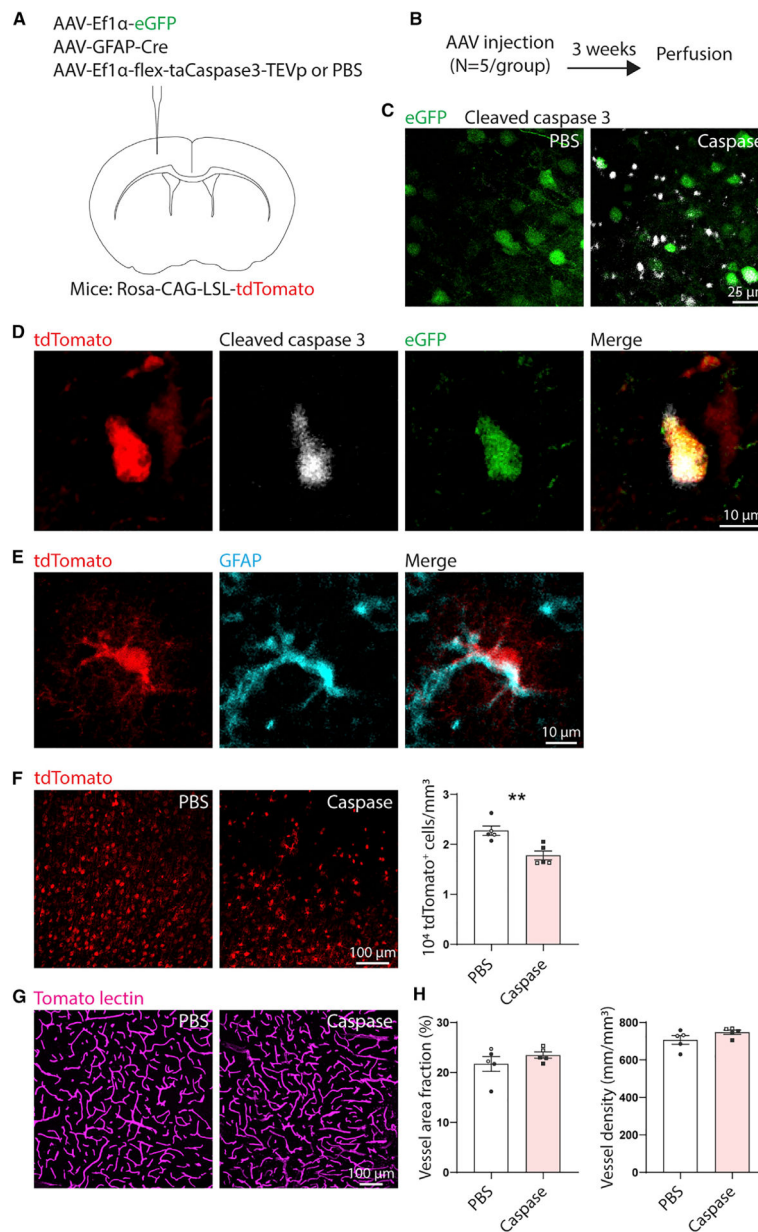 A
AAV-Ef1α-eGFP
AAV-GFAP-Cre
AAV-Ef1α-flex-taCaspase3-TEVp or PBS
Mice: Rosa-CAG-LSL-tdTomato
B
AAV injection
(N=5/group)
3 weeks
Perfusion
C
eGFP Cleaved caspase 3
PBS
Caspase
25 µm
D
tdTomato
Cleaved caspase 3
eGFP
Merge
10 µm
E
tdTomato
GFAP
Merge
10 µm
F
tdTomato
PBS
Caspase
100 µm
10⁴ tdTomato⁺ cells/mm³
3
2
1
0
**
PBS
Caspase
G
Tomato lectin
PBS
Caspase
100 µm
H
Vessel area fraction (%)
30
20
10
0
PBS
Caspase
Vessel density (mm/mm³)
800
600
400
200
0
PBS
Caspase